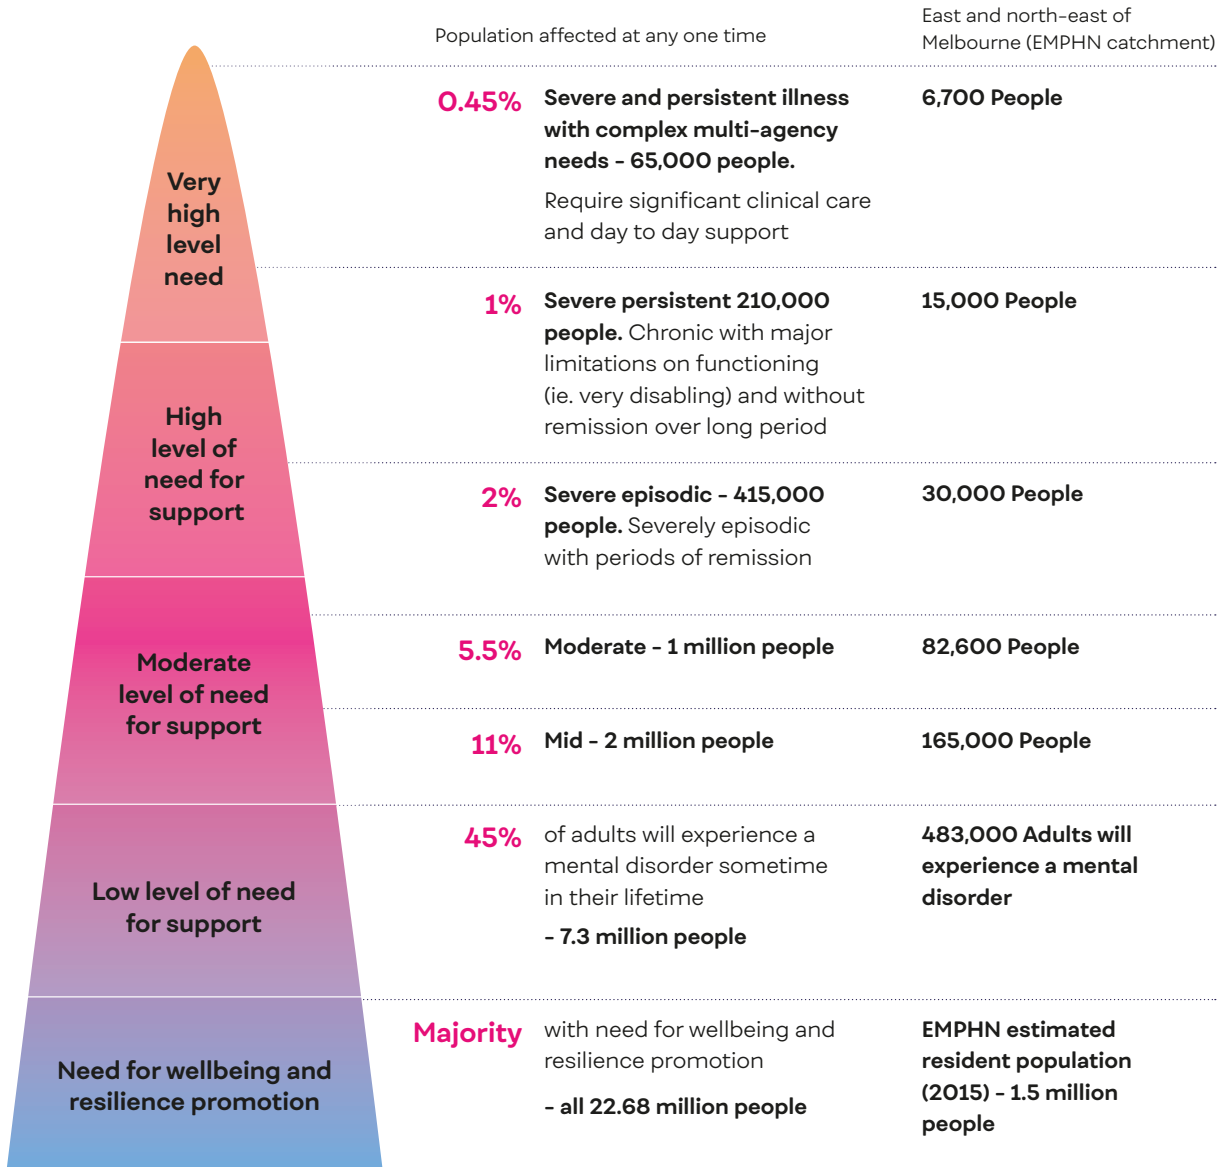 Population affected at any one time
East and north-east of
Melbourne (EMPHN catchment)
Very
high
level
need
0.45%
Severe and persistent illness
with complex multi-agency
needs - 65,000 people.
Require significant clinical care
and day to day support
6,700 People
1%
Severe persistent 210,000
people. Chronic with major
limitations on functioning
(ie. very disabling) and without
remission over long period
15,000 People
High
level of
need for
support
2%
Severe episodic - 415,000
people. Severely episodic
with periods of remission
30,000 People
Moderate
level of need
for support
5.5%
Moderate - 1 million people
82,600 People
11%
Mid - 2 million people
165,000 People
Low level of need
for support
45%
of adults will experience a
mental disorder sometime
in their lifetime
- 7.3 million people
483,000 Adults will
experience a mental
disorder
Need for wellbeing and
resilience promotion
Majority
with need for wellbeing and
resilience promotion
- all 22.68 million people
EMPHN estimated
resident population
(2015) - 1.5 million
people